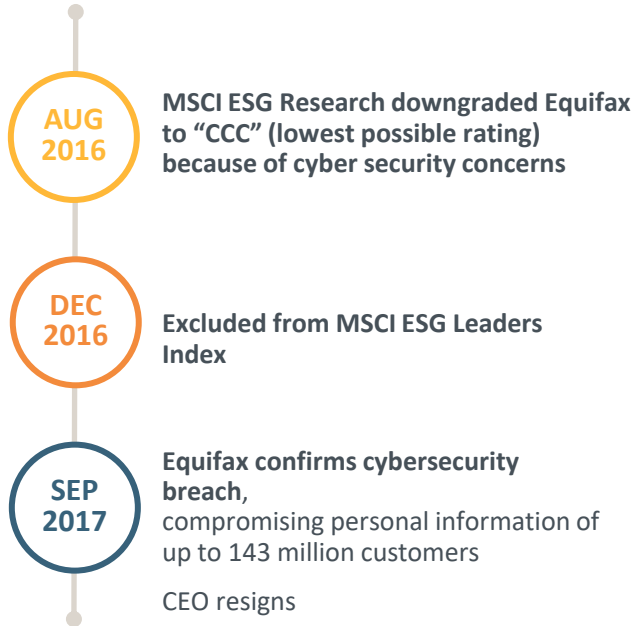 AUG
2016
MSCI ESG Research downgraded Equifax
to “CCC” (lowest possible rating)
because of cyber security concerns
DEC
2016
Excluded from MSCI ESG Leaders
Index
SEP
2017
Equifax confirms cybersecurity
breach,
compromising personal information of
up to 143 million customers
CEO resigns